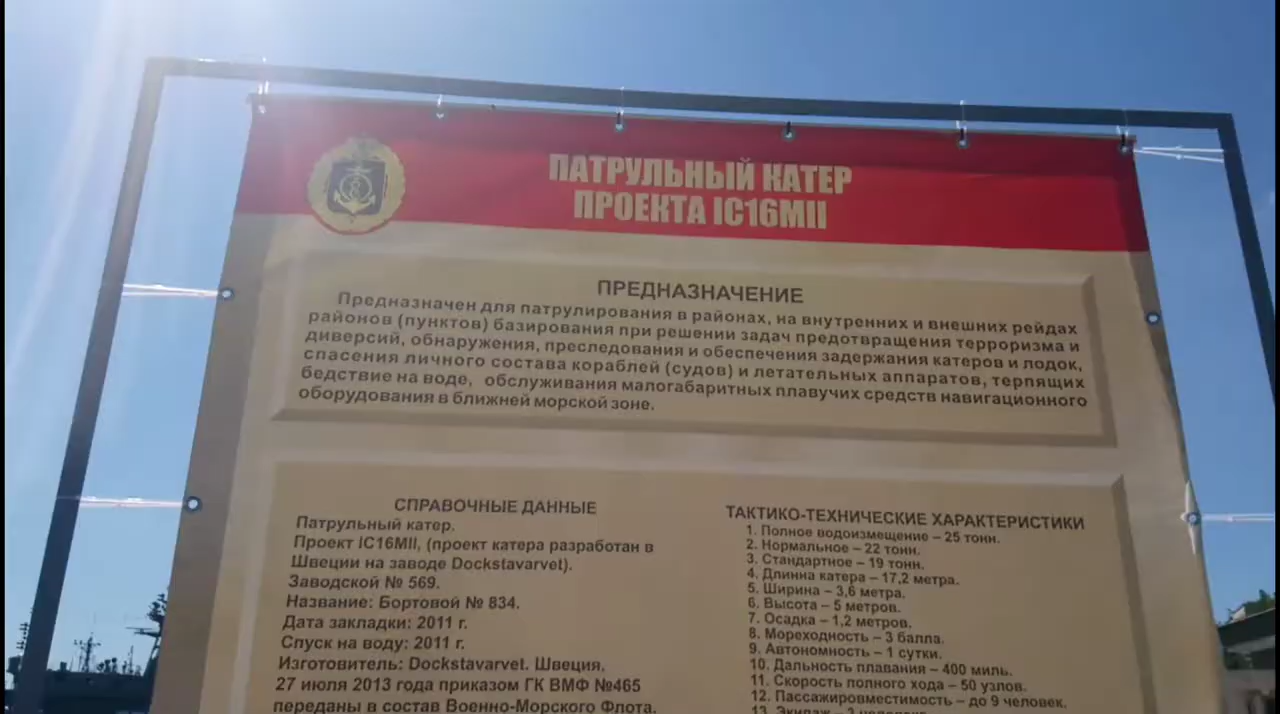 ПАТРУЛЬНЫЙ КАТЕР
ПРОЕКТА IC16MII
ПРЕДНАЗНАЧЕНИЕ
Предназначен для патрулирования в районах, на внутренних и внешних рейдах
районов (пунктов) базирования при решении задач предотвращения терроризма и
диверсий, обнаружения, преследования и обеспечения задержания катеров и лодок,
спасения личного состава кораблей (судов) и летательных аппаратов, терпящих
бедствие на воде, обслуживания малогабаритных плавучих средств навигационного
оборудования в ближней морской зоне.
СПРАВОЧНЫЕ ДАННЫЕ
Патрульный катер.
Проект IC16MII, (проект катера разработан в
Швеции на заводе Dockstavarvet).
Заводской № 569.
Название: Бортовой № 834.
Дата закладки: 2011 г.
Спуск на воду: 2011 г.
Изготовитель: Dockstavarvet. Швеция.
27 июля 2013 года приказом ГК ВМФ №465
переданы в состав Военно-Морского Флота.
ТАКТИКО-ТЕХНИЧЕСКИЕ ХАРАКТЕРИСТИКИ
1. Полное водоизмещение – 25 тонн.
2. Нормальное – 22 тонн.
3. Стандартное – 19 тонн.
4. Длинна катера – 17,2 метра.
5. Ширина – 3,6 метра.
6. Высота – 5 метров.
7. Осадка – 1,2 метров.
8. Мореходность – 3 балла.
9. Автономность – 1 сутки.
10. Дальность плавания – 400 миль.
11. Скорость полного хода – 50 узлов.
12. Пассажировместимость – до 9 человек.
13. Экипаж – 3 человека